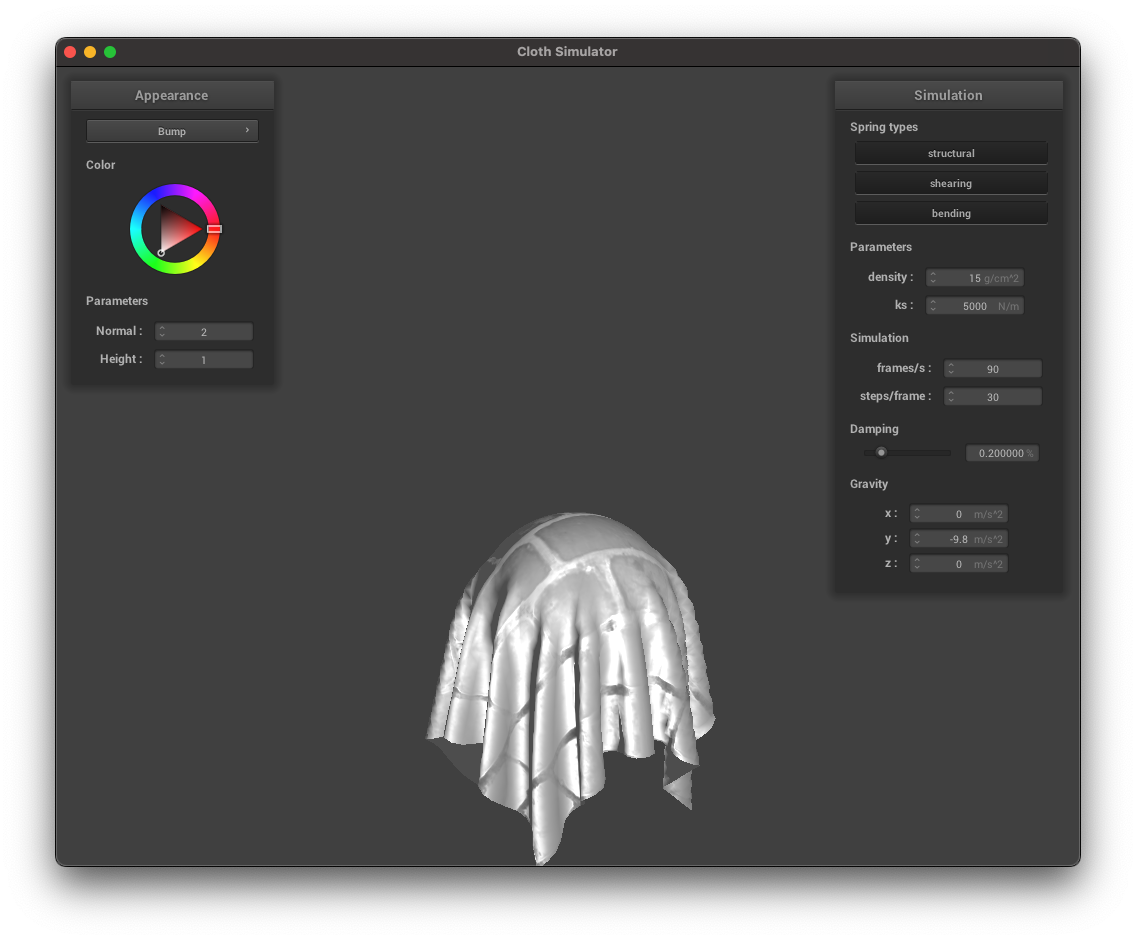 Cloth Simulator
Appearance
Bump
Color
Parameters
Normal : 2
Height : 1
Simulation
Spring types
structural
shearing
bending
Parameters
density : 15 g/cm^2
ks : 5000 N/m
Simulation
frames/s : 90
steps/frame : 30
Damping
0.200000 %
Gravity
x : 0 m/s^2
y : -9.8 m/s^2
z : 0 m/s^2